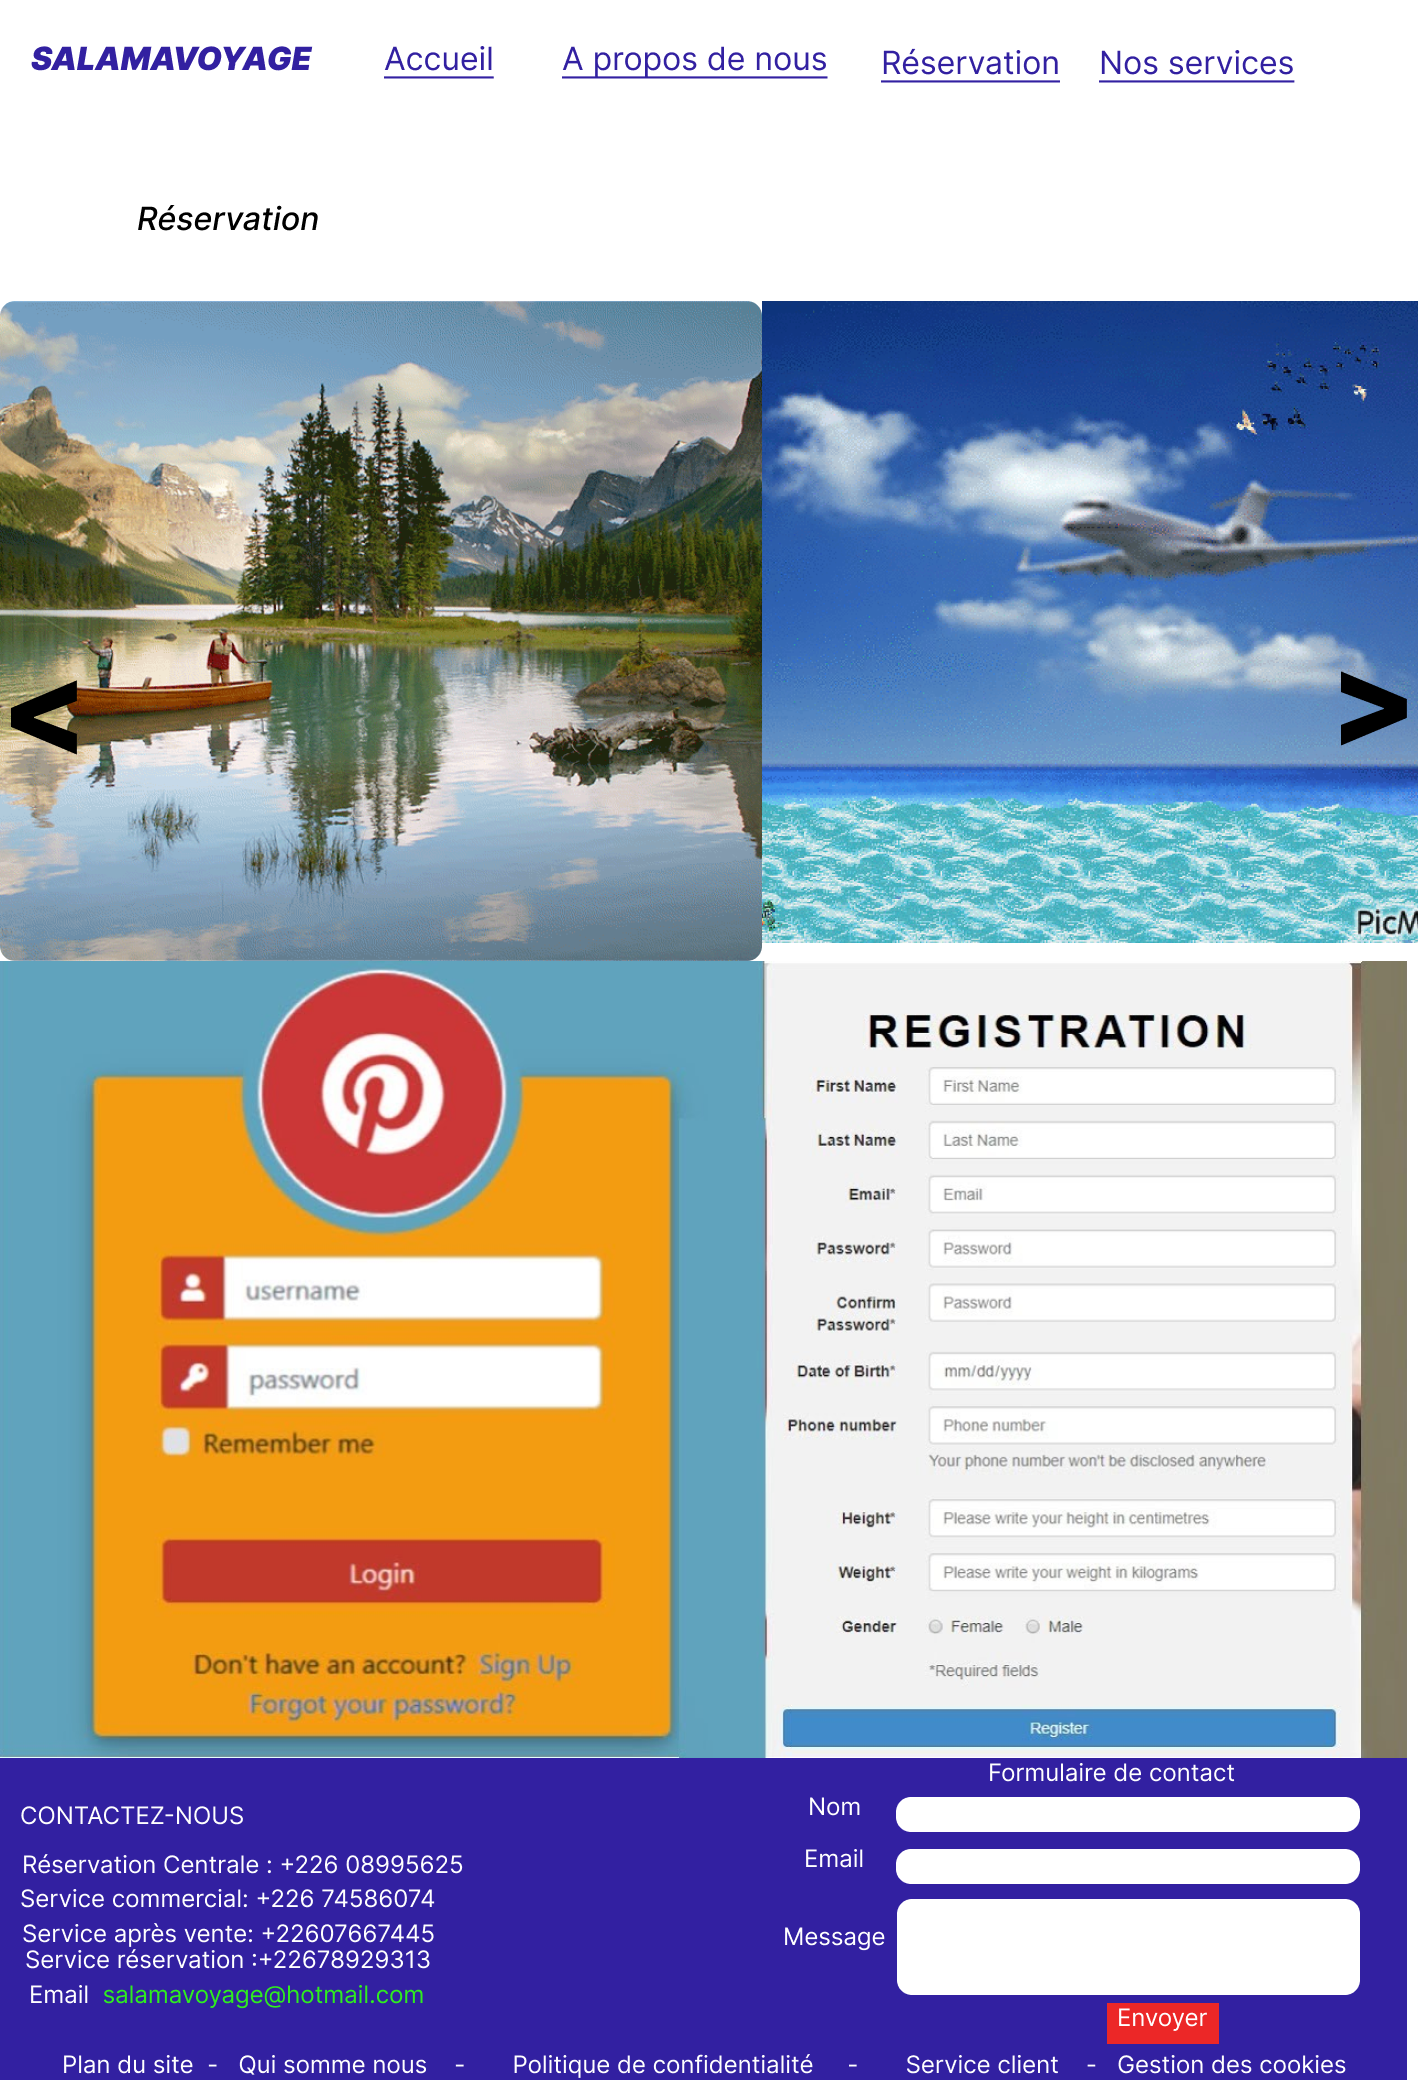 SALAMAVOYAGE Accueil A propos de nous Réservation Nos services
Réservation
< >
PicM
REGISTRATION
First Name First Name
Last Name Last Name
Email* Email
Password* Password
Confirm Password* Password
Date of Birth* mm/dd/yyyy
Phone number Phone number
Your phone number won't be disclosed anywhere
Height* Please write your height in centimetres
Weight* Please write your weight in kilograms
Gender Female Male
*Required fields
Register
username
password
Remember me
Login
Don't have an account? Sign Up
Forgot your password?
CONTACTEZ-NOUS
Réservation Centrale : +226 08995625
Service commercial: +226 74586074
Service après vente: +22607667445
Service réservation :+22678929313
Email salamavoyage@hotmail.com
Formulaire de contact
Nom
Email
Message
Envoyer
Plan du site - Qui somme nous - Politique de confidentialité - Service client - Gestion des cookies